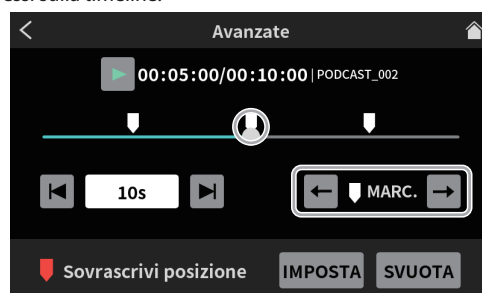 Avanzate
00:05:00/00:10:00 | PODCAST_002
10s
MARC.
Sovrascrivi posizione IMPOSTA SVUOTA